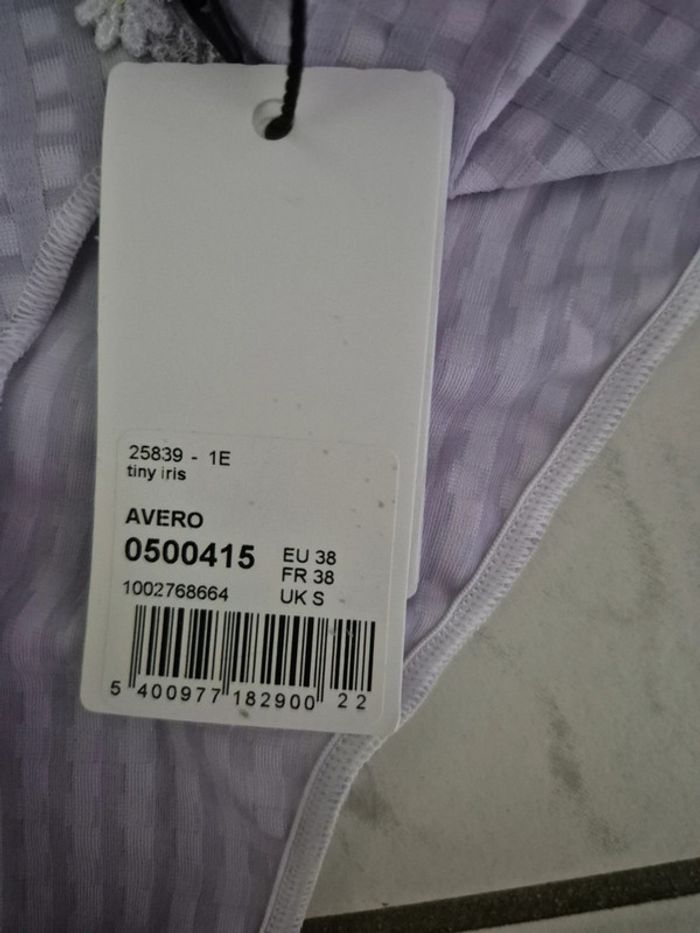 25839 - 1E
tiny iris
AVERO
0500415
EU 38
FR 38
1002768664
UK S
5 400977 182900 22